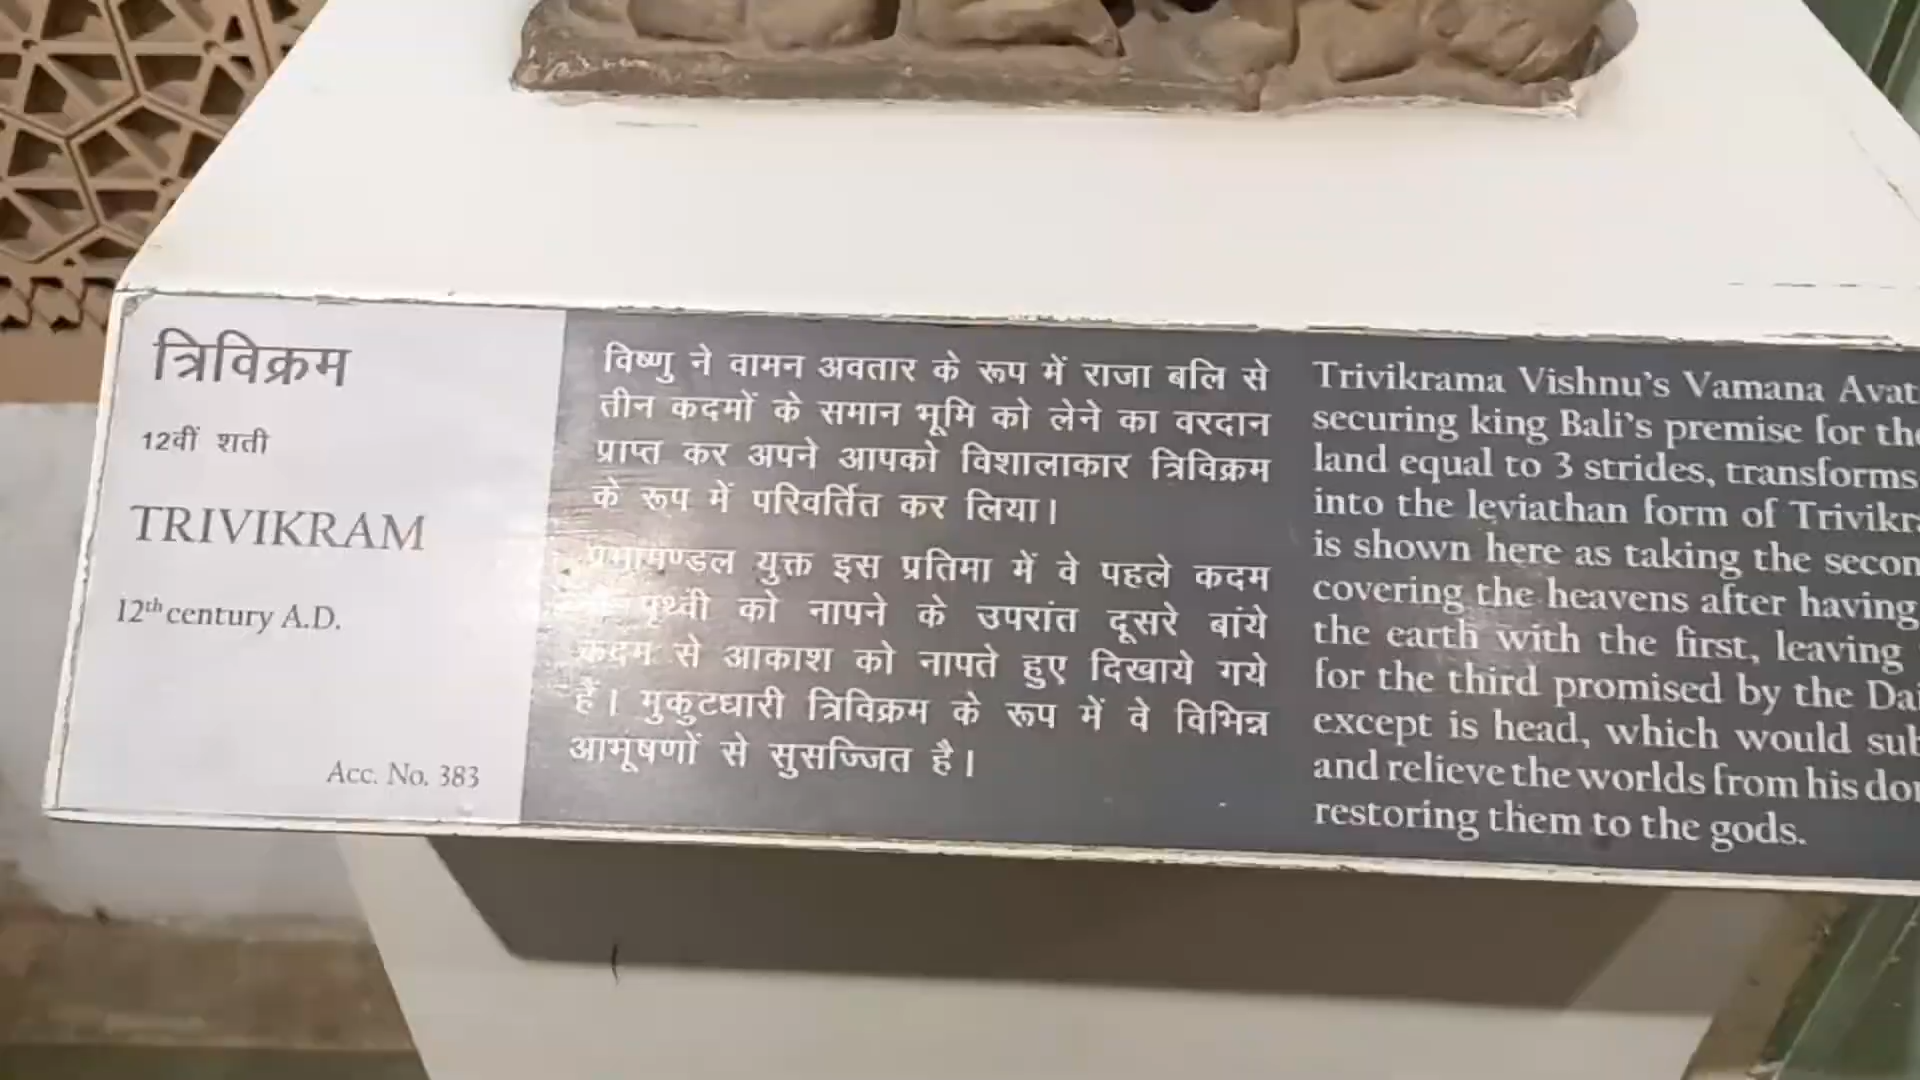 त्रिविक्रम
12वीं शती
TRIVIKRAM
12th century A.D.
Acc. No. 383
विष्णु ने वामन अवतार के रूप में राजा बलि से
तीन कदमों के समान भूमि को लेने का वरदान
प्राप्त कर अपने आपको विशालाकार त्रिविक्रम
के रूप में परिवर्तित कर लिया।
प्रभामण्डल युक्त इस प्रतिमा में वे पहले कदम
पृथ्वी को नापने के उपरांत दूसरे बांये
कदम से आकाश को नापते हुए दिखाये गये
हैं। मुकुटधारी त्रिविक्रम के रूप में वे विभिन्न
आभूषणों से सुसज्जित है।
Trivikrama Vishnu's Vamana
securing king Bali's premise for
land equal to 3 strides, transforms
into the leviathan form of
is shown here as taking the
covering the heavens after having
the earth with the first, leaving
for the third promised by the
except is head, which would
and relieve the worlds from his
restoring them to the gods.